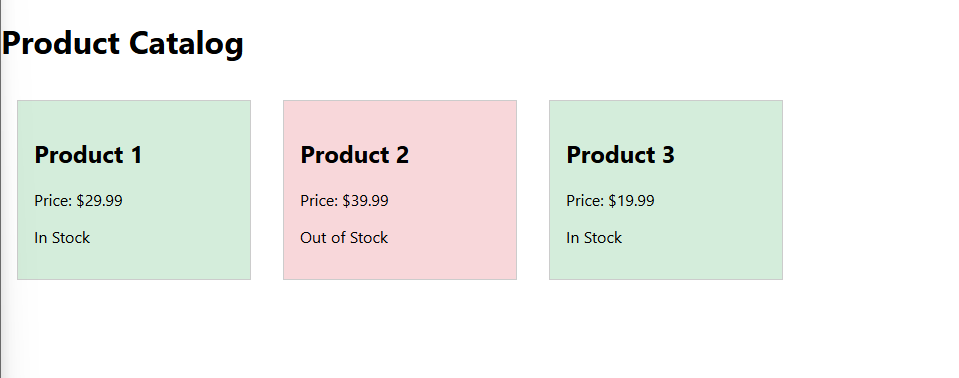 Product Catalog
Product 1
Price: $29.99
In Stock
Product 2
Price: $39.99
Out of Stock
Product 3
Price: $19.99
In Stock